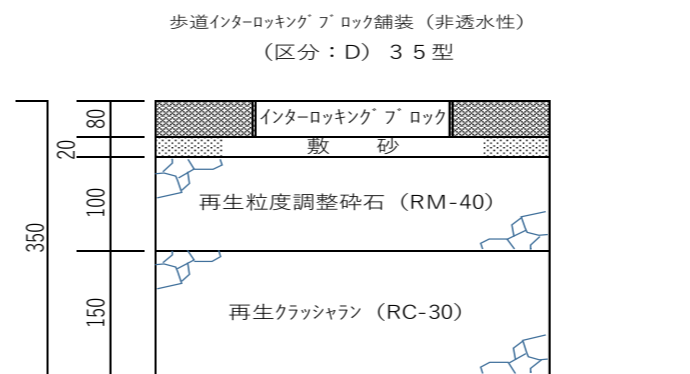 歩道ｲﾝﾀｰﾛｯｷﾝｸﾞﾌﾞﾛｯｸ舗装（非透水性）
（区分：D）３５型
80
ｲﾝﾀｰﾛｯｷﾝｸﾞﾌﾞﾛｯｸ
20
敷　砂
100
再生粒度調整砕石（RM-40）
350
150
再生ｸﾗｯｼｬﾗﾝ（RC-30）